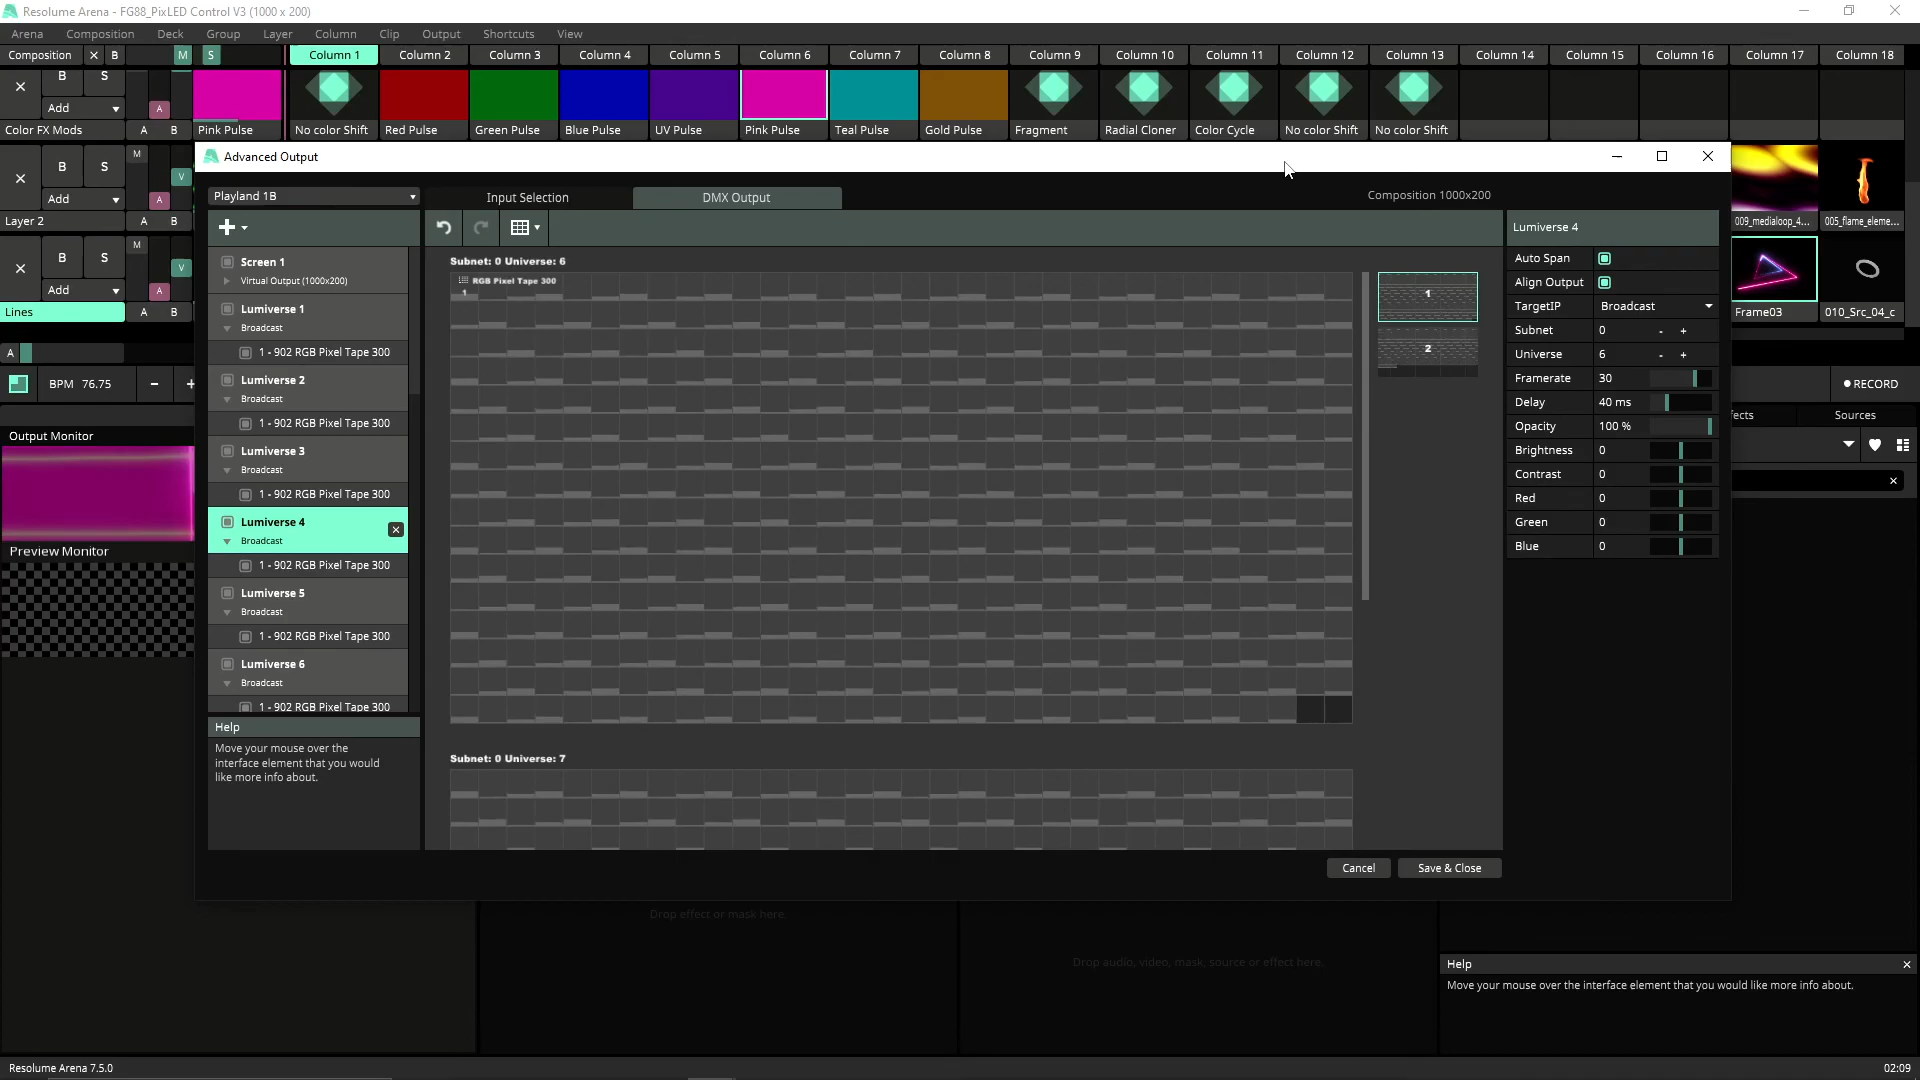 Resolume Arena - FG88_PixLED Control V3 (1000 x 200)
Arena Composition Deck Group Layer Column Clip Output Shortcuts View
Composition X B M S Column 1 Column 2 Column 3 Column 4 Column 5 Column 6 Column 7 Column 8 Column 9 Column 10 Column 11 Column 12 Column 13 Column 14 Column 15 Column 16 Column 17 Column 18
B S
Add A
Color FX Mods A B Pink Pulse No color Shift Red Pulse Green Pulse Blue Pulse UV Pulse Pink Pulse Teal Pulse Gold Pulse Fragment Radial Cloner Color Cycle No color Shift No color Shift
M
B S V
Add A
Layer 2 A B 009_medialoop_4... 005_flame_eleme...
M
B S V
Add A
Lines A B Frame03 010_Src_04_c
A
BPM 76.75 - + RECORD
Output Monitor
Preview Monitor
fects Sources
Advanced Output
Playland 1B Input Selection DMX Output Composition 1000x200
Screen 1
Virtual Output (1000x200)
Lumiverse 1
Broadcast
1 - 902 RGB Pixel Tape 300
Lumiverse 2
Broadcast
1 - 902 RGB Pixel Tape 300
Lumiverse 3
Broadcast
1 - 902 RGB Pixel Tape 300
Lumiverse 4
Broadcast
1 - 902 RGB Pixel Tape 300
Lumiverse 5
Broadcast
1 - 902 RGB Pixel Tape 300
Lumiverse 6
Broadcast
1 - 902 RGB Pixel Tape 300
Help
Move your mouse over the
interface element that you would
like more info about.
Subnet: 0 Universe: 6
RGB Pixel Tape 300
1
Subnet: 0 Universe: 7
1
2
Lumiverse 4
Auto Span
Align Output
TargetIP Broadcast
Subnet 0 - +
Universe 6 - +
Framerate 30
Delay 40 ms
Opacity 100 %
Brightness 0
Contrast 0
Red 0
Green 0
Blue 0
Cancel Save & Close
Drop effect or mask here.
Drop audio, video, mask, source or effect here.
Help
Move your mouse over the interface element that you would like more info about.
Resolume Arena 7.5.0 02:09